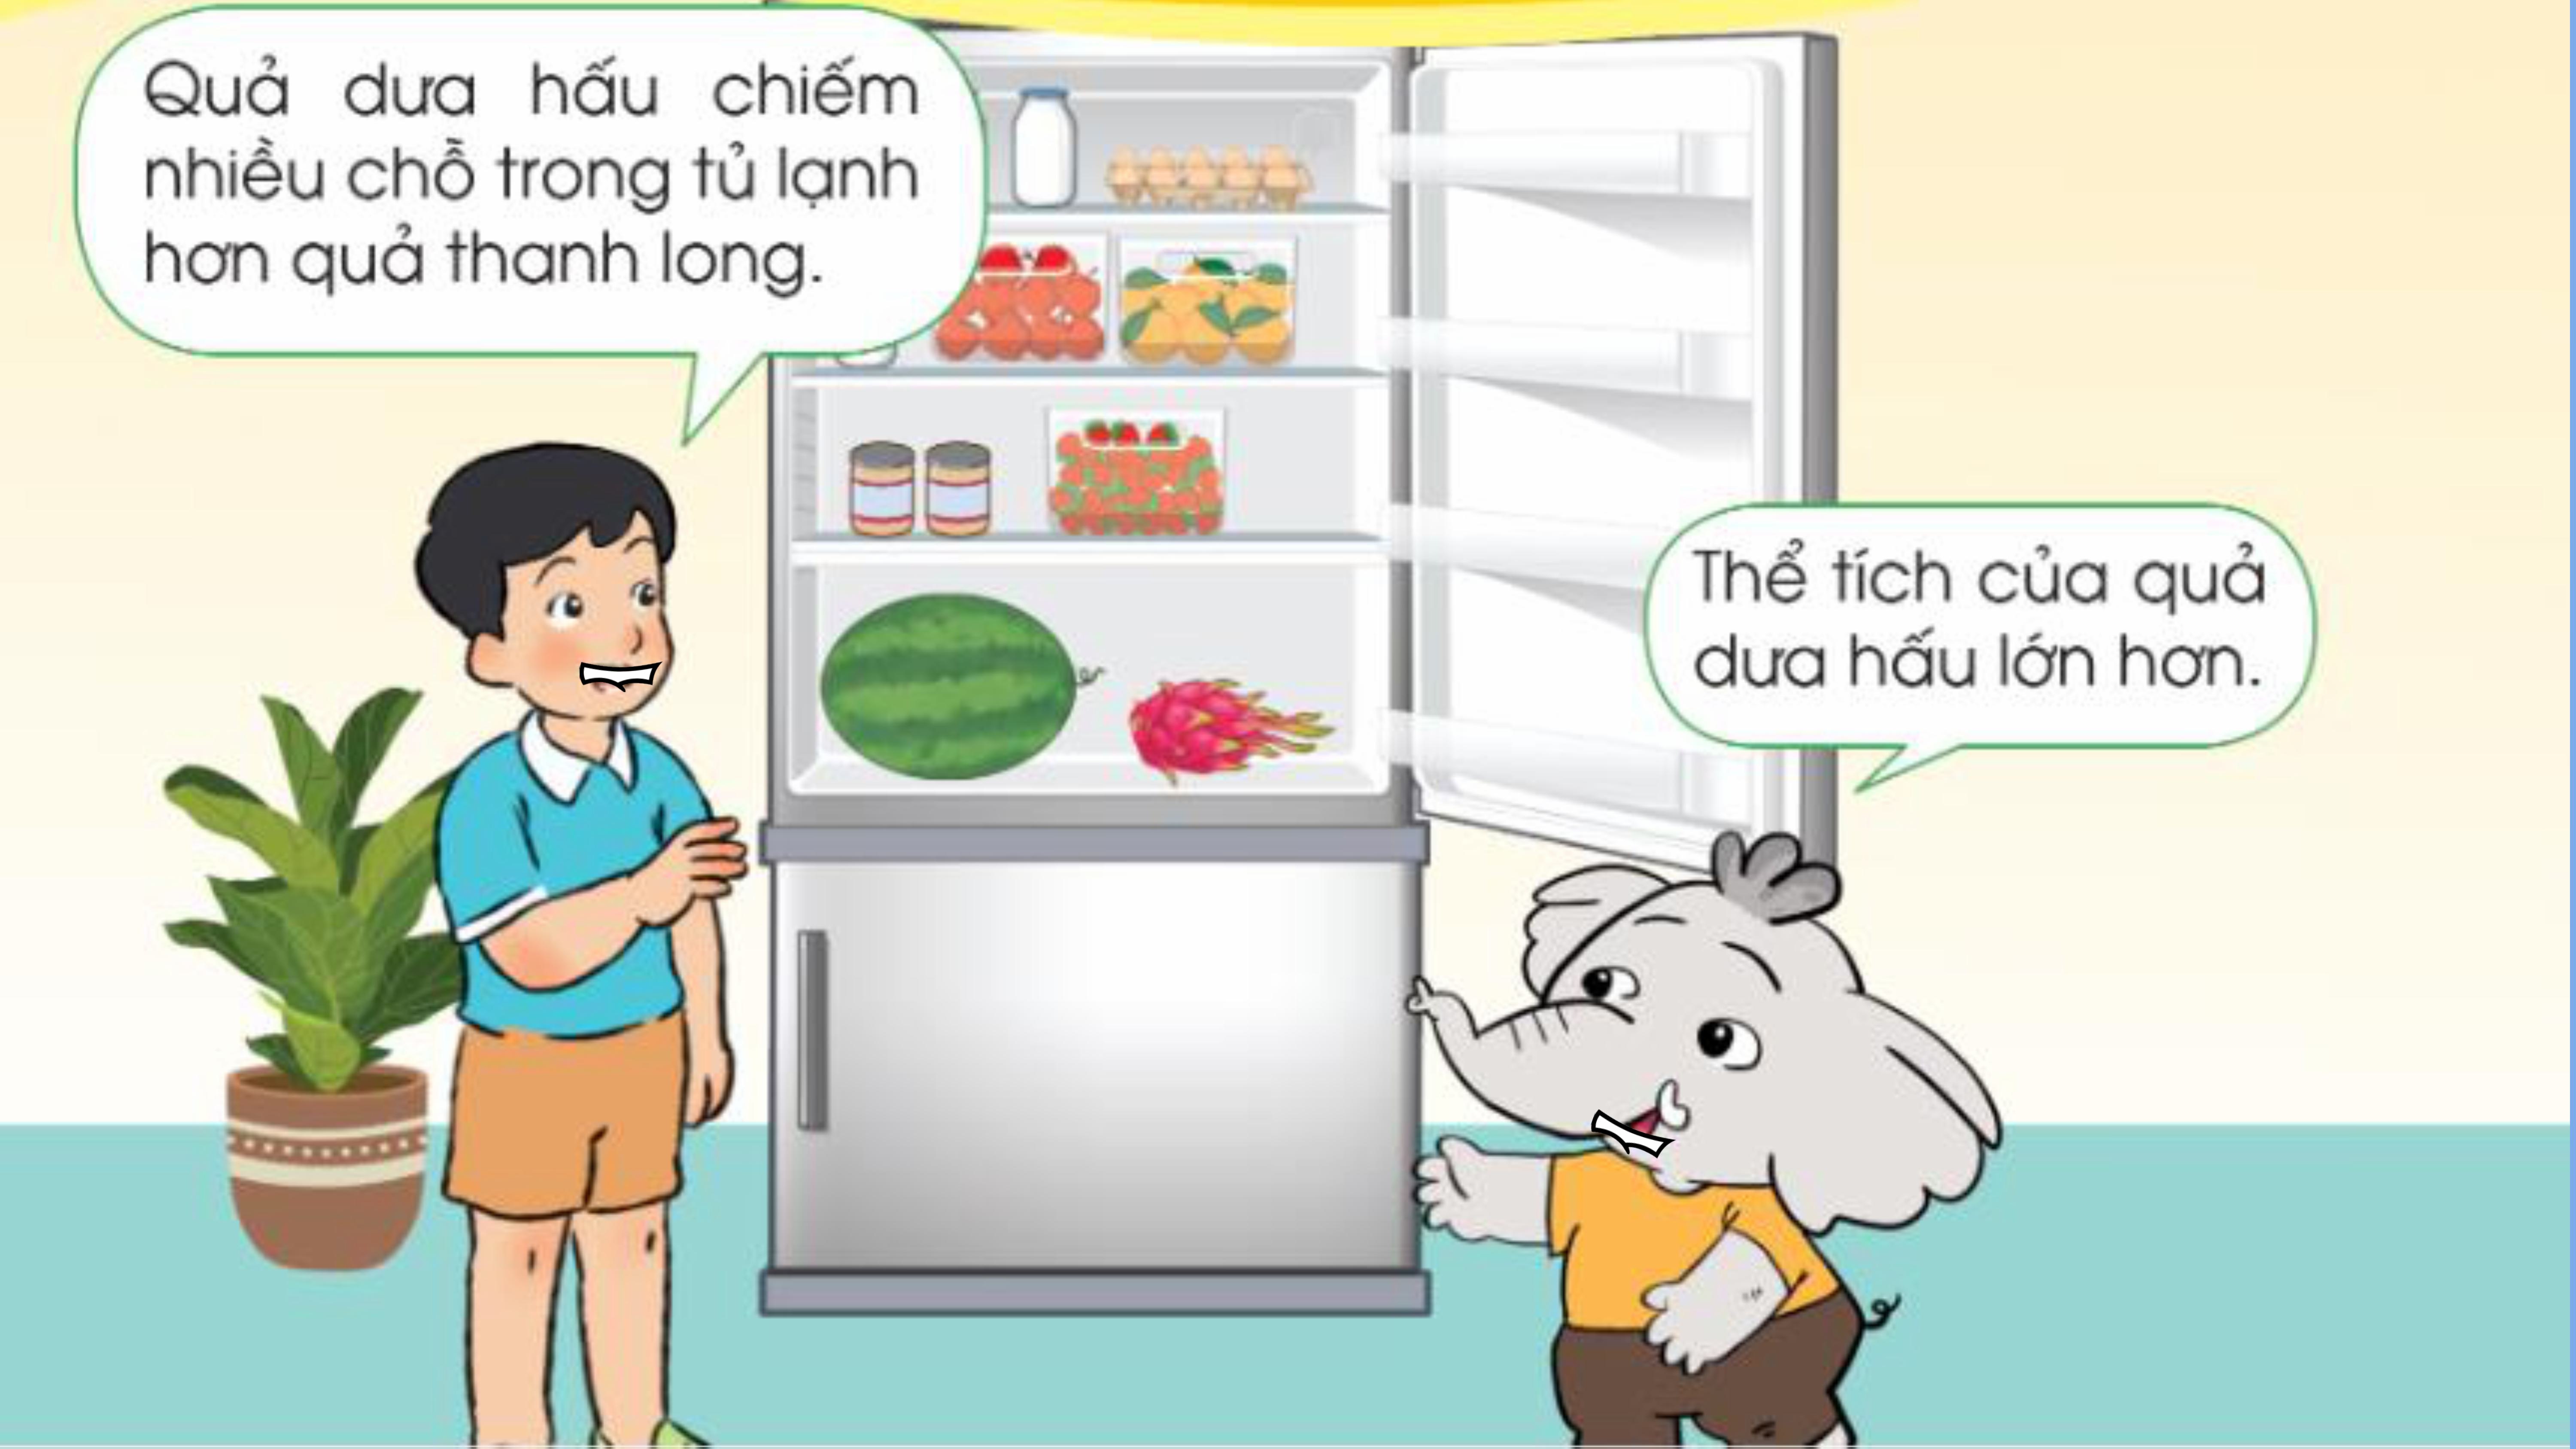 Quả dưa hấu chiếm
nhiều chỗ trong tủ lạnh
hơn quả thanh long.
Thể tích của quả
dưa hấu lớn hơn.